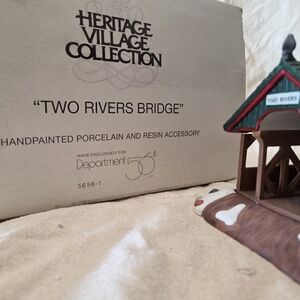 the
HERITAGE
VILLAGE
COLLECTION
"TWO RIVERS BRIDGE"
HANDPAINTED PORCELAIN AND RESIN ACCESSORY
MADE EXCLUSIVELY FOR
Department 56
5656-1
TWO RIVERS